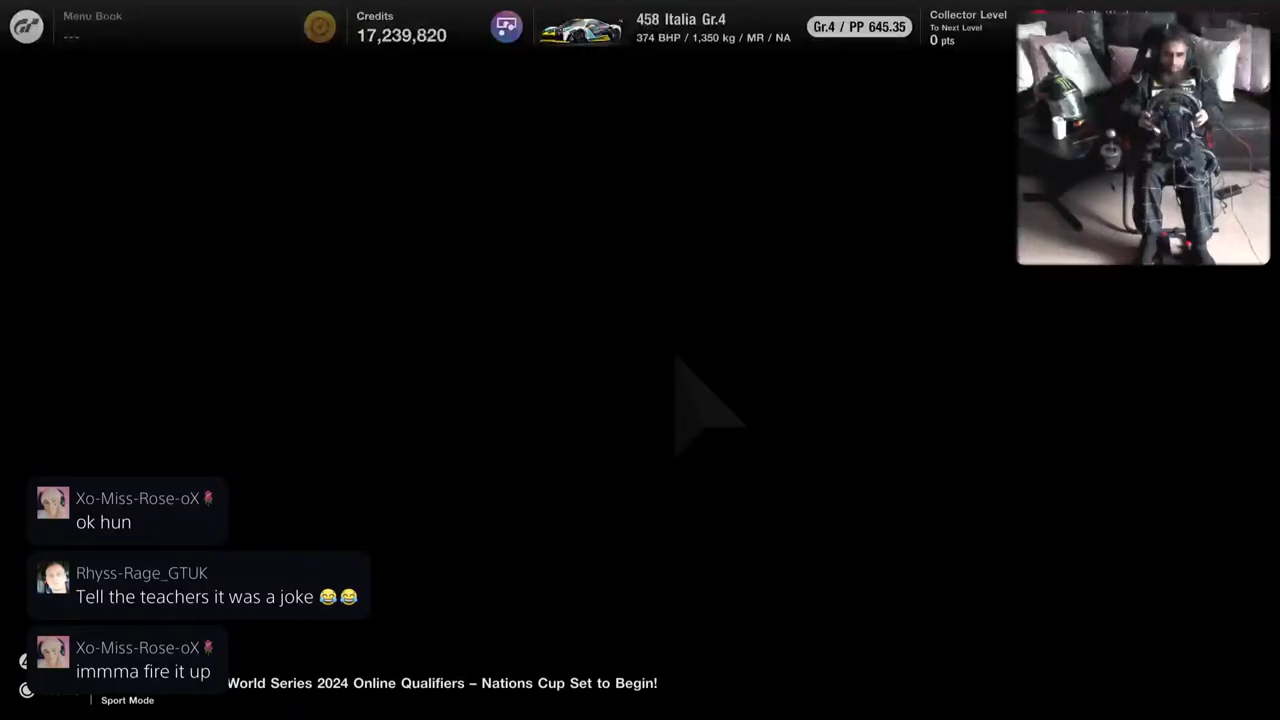 Menu Book
---
Credits
17,239,820
458 Italia Gr.4
374 BHP / 1,350 kg / MR / NA
Gr.4 / PP 645.35
Collector Level
To Next Level
0 pts
Xo-Miss-Rose-oX🌹
ok hun
Rhyss-Rage_GTUK
Tell the teachers it was a joke 😂😂
Xo-Miss-Rose-oX🌹
immma fire it up
World Series 2024 Online Qualifiers – Nations Cup Set to Begin!
Sport Mode